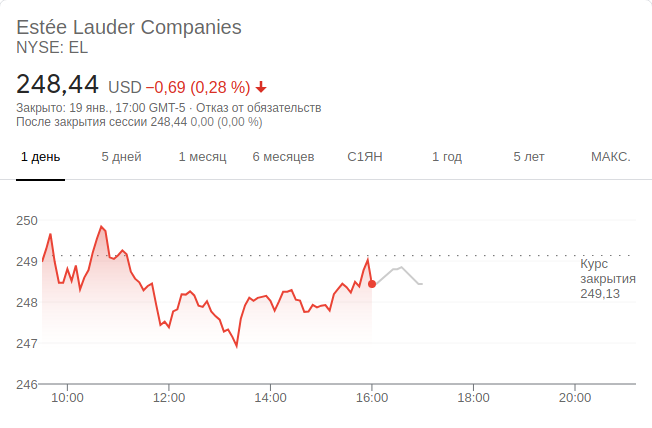 Estée Lauder Companies
NYSE: EL
248,44 USD −0,69 (0,28 %)
Закрыто: 19 янв., 17:00 GMT-5 · Отказ от обязательств
После закрытия сессии 248,44 0,00 (0,00 %)
1 день 5 дней 1 месяц 6 месяцев С1ЯН 1 год 5 лет МАКС.
250
249
248
247
246
Курс
закрытия
249,13
10:00 12:00 14:00 16:00 18:00 20:00